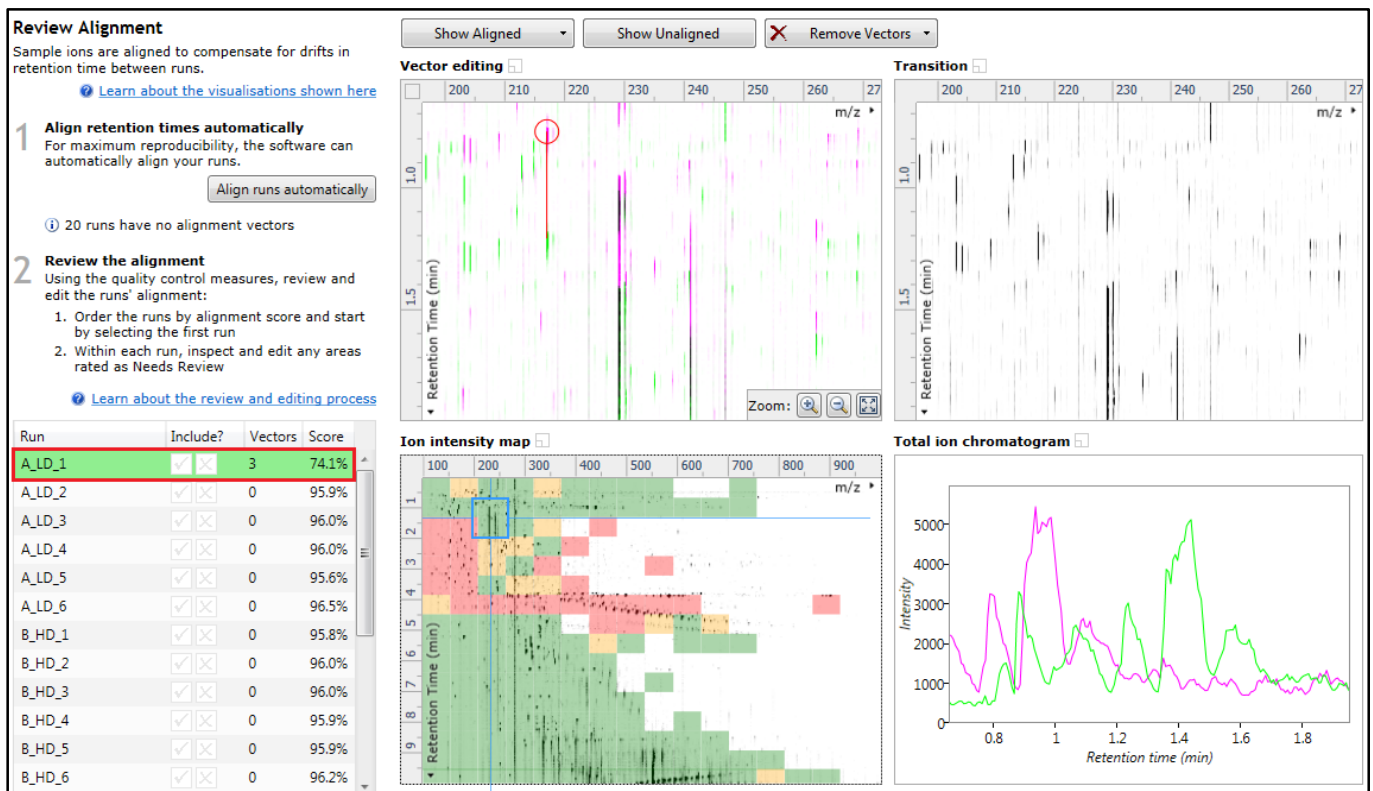 Review Alignment
Sample ions are aligned to compensate for drifts in
retention time between runs.
Learn about the visualisations shown here
1
Align retention times automatically
For maximum reproducibility, the software can
automatically align your runs.
Align runs automatically
20 runs have no alignment vectors
2
Review the alignment
Using the quality control measures, review and
edit the runs' alignment:
1. Order the runs by alignment score and start
by selecting the first run
2. Within each run, inspect and edit any areas
rated as Needs Review
Learn about the review and editing process
Run Include? Vectors Score
A_LD_1 3 74.1%
A_LD_2 0 95.9%
A_LD_3 0 96.0%
A_LD_4 0 96.0%
A_LD_5 0 95.6%
A_LD_6 0 96.5%
B_HD_1 0 95.8%
B_HD_2 0 96.0%
B_HD_3 0 96.0%
B_HD_4 0 95.9%
B_HD_5 0 95.9%
B_HD_6 0 96.2%
Show Aligned Show Unaligned Remove Vectors
Vector editing
200 210 220 230 240 250 260 27
m/z
1.0
1.5
Retention Time (min)
Zoom:
Transition
200 210 220 230 240 250 260 27
m/z
1.0
1.5
Retention Time (min)
Ion intensity map
100 200 300 400 500 600 700 800 900
m/z
1
2
3
4
5
6
7
8
9
Retention Time (min)
Total ion chromatogram
5000
4000
3000
2000
1000
0
Intensity
0.8 1 1.2 1.4 1.6 1.8
Retention time (min)